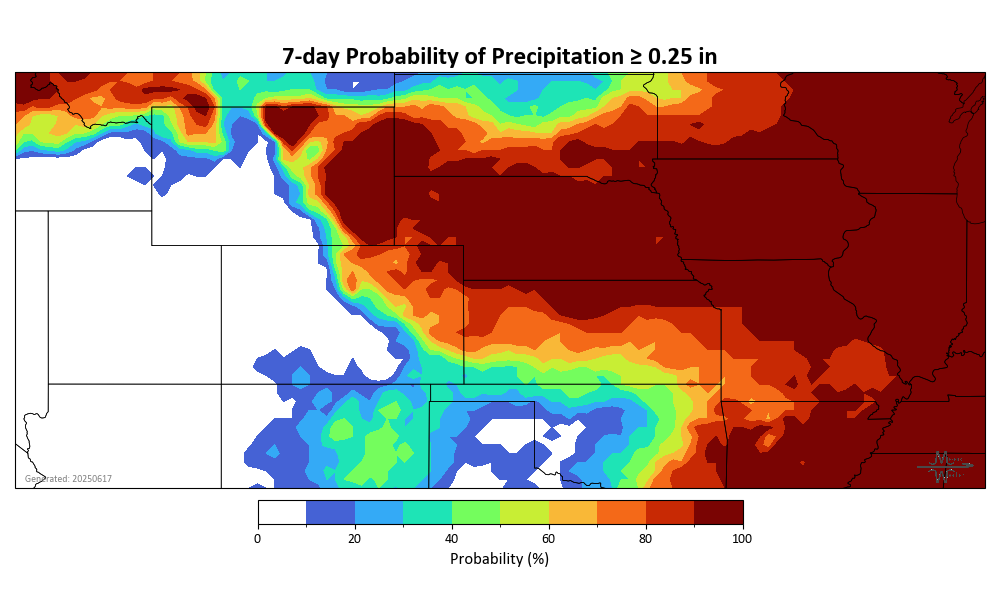 7-day Probability of Precipitation ≥ 0.25 in
Generated: 20250617
0 20 40 60 80 100
Probability (%)